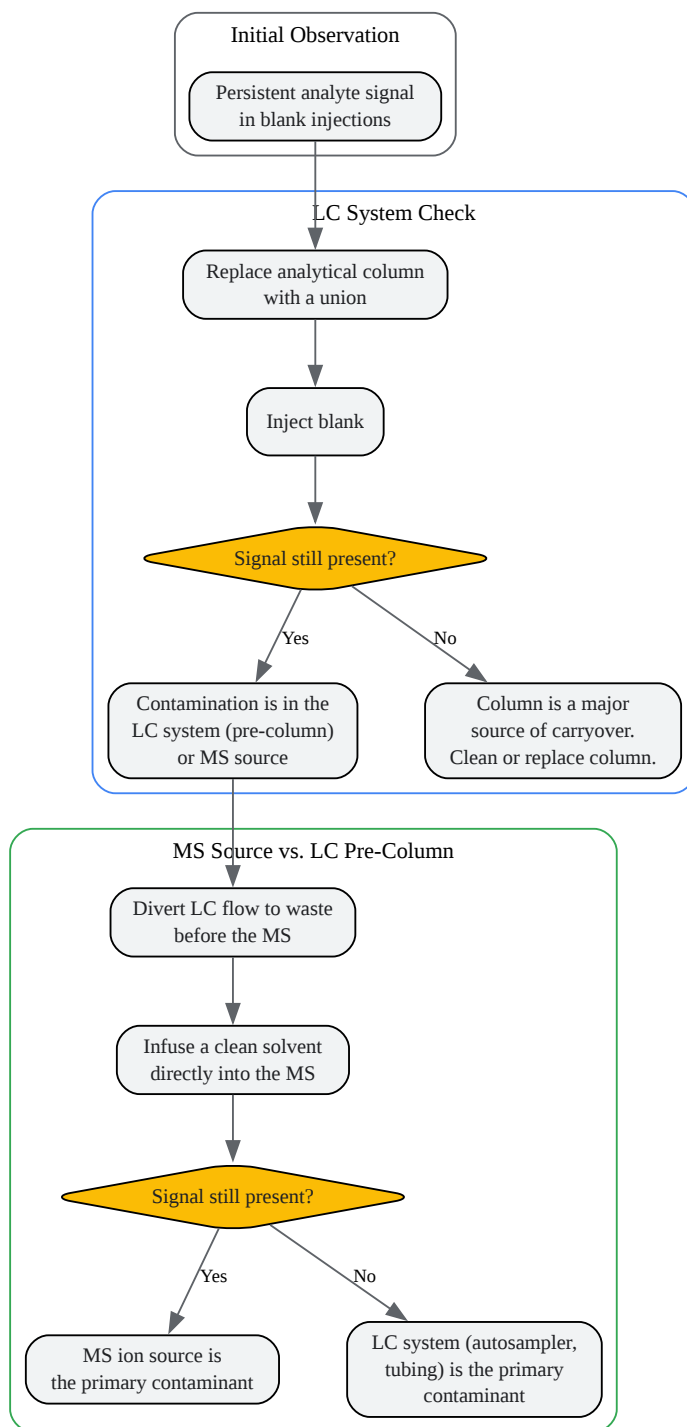 Initial Observation
Persistent analyte signal
in blank injections
LC System Check
Replace analytical column
with a union
Inject blank
Signal still present?
Yes
No
Contamination is in the
LC system (pre-column)
or MS source
Column is a major
source of carryover.
Clean or replace column.
MS Source vs. LC Pre-Column
Divert LC flow to waste
before the MS
Infuse a clean solvent
directly into the MS
Signal still present?
Yes
No
MS ion source is
the primary contaminant
LC system (autosampler,
tubing) is the primary
contaminant